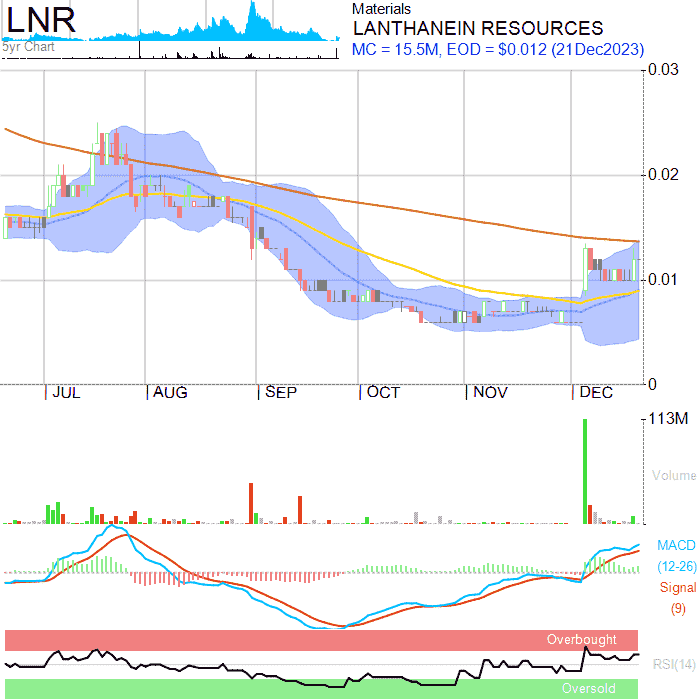 LNR
5yr Chart
Materials
LANTHANEIN RESOURCES
MC = 15.5M, EOD = $0.012 (21Dec2023)
0.03
0.02
0.01
0
JUL AUG SEP OCT NOV DEC
113M
Volume
MACD
(12-26)
Signal
(9)
Overbought
RSI(14)
Oversold